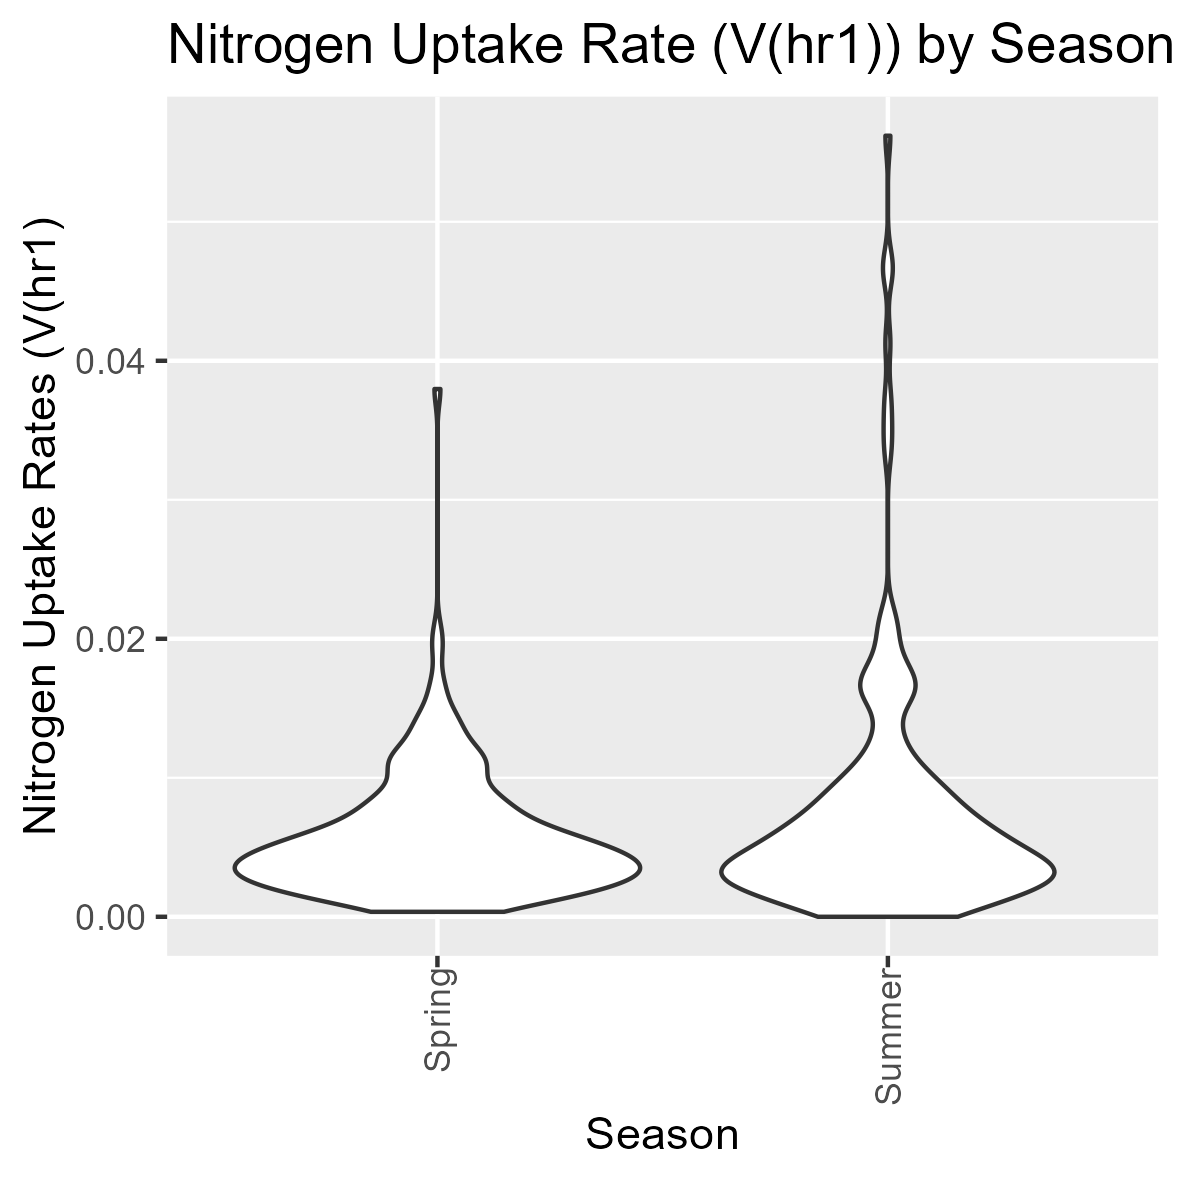 Nitrogen Uptake Rate (V(hr1)) by Season
Nitrogen Uptake Rates (V(hr1)
0.04
0.02
0.00
Spring
Summer
Season